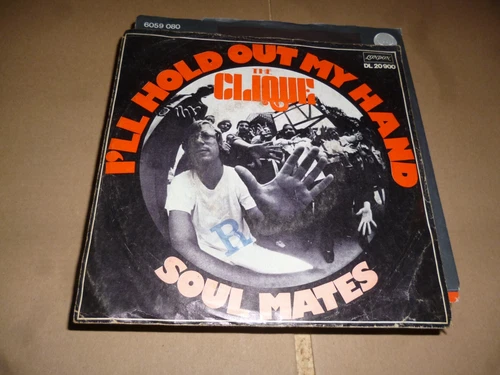 6059 080
LONDON
DL 20 900
I'LL HOLD OUT MY HAND
THE
CLIQUE
R
SOUL MATES